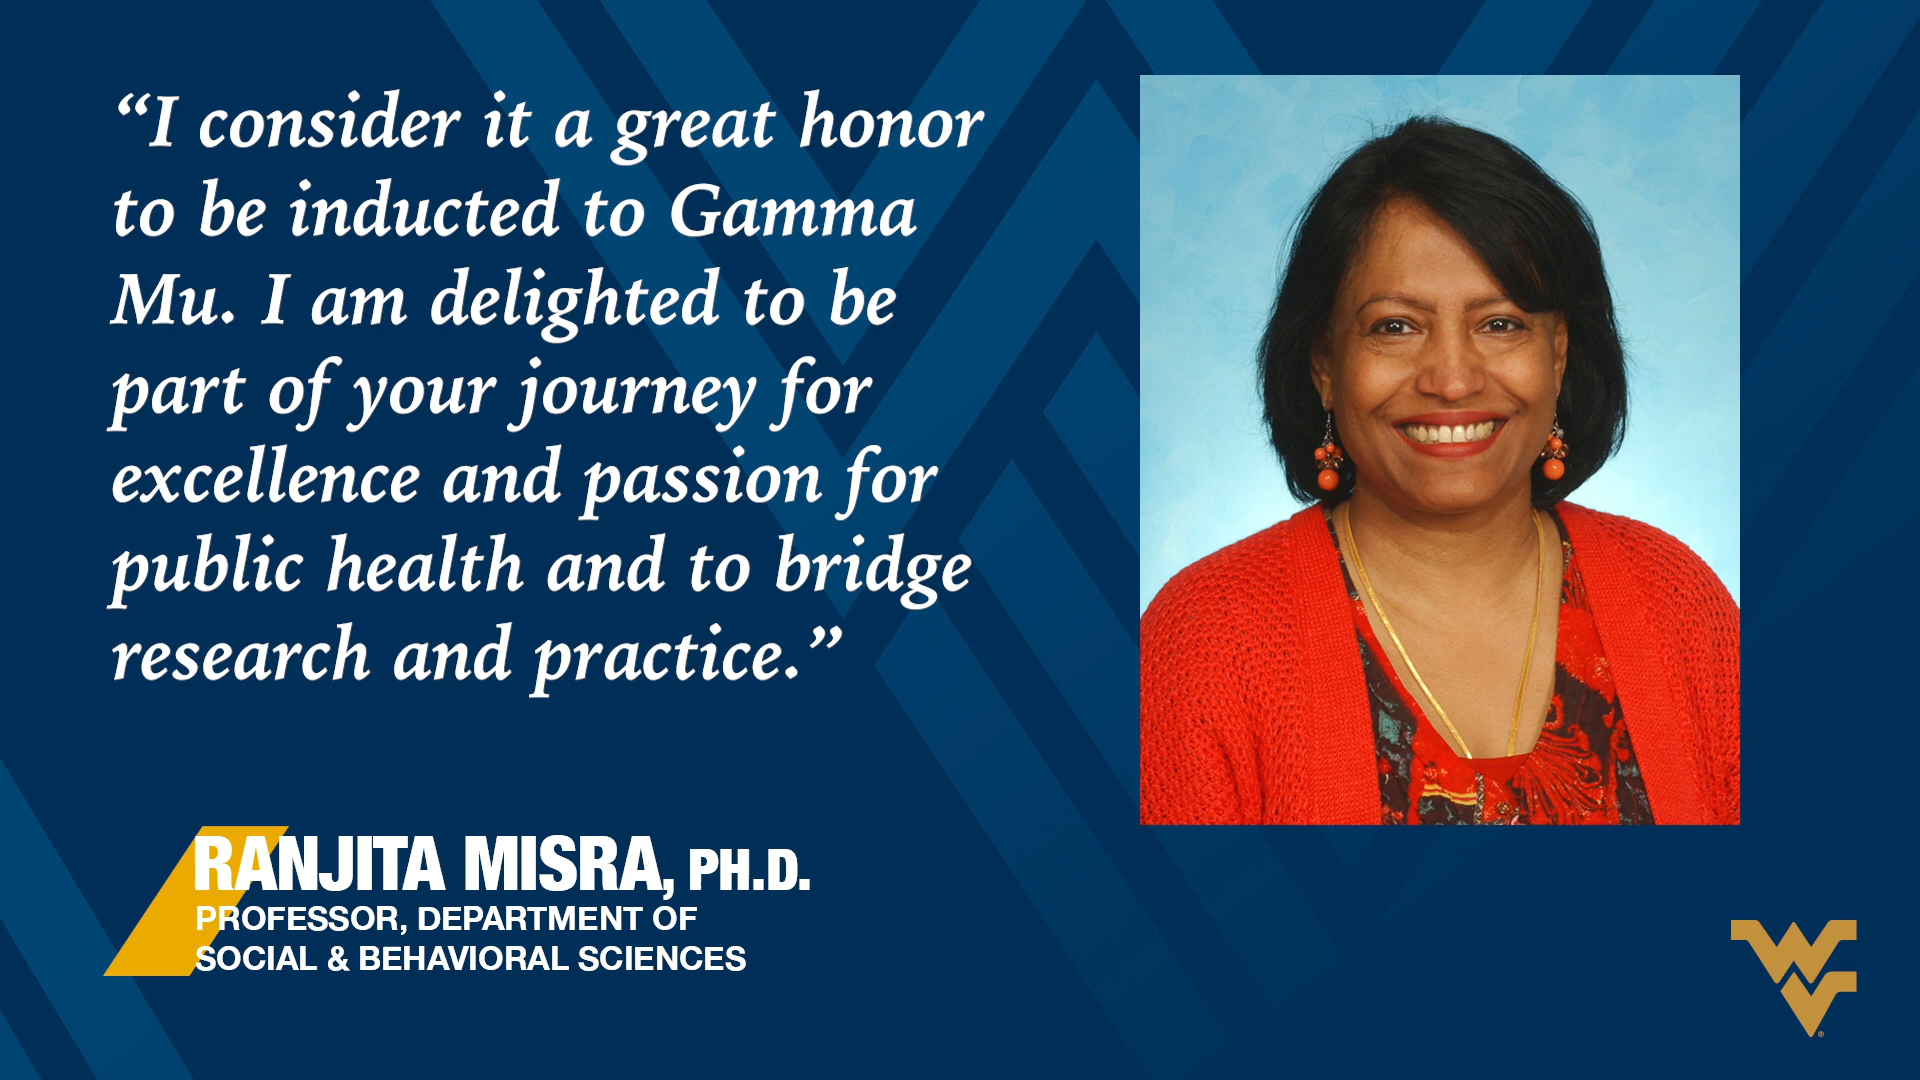 “I consider it a great honor
to be inducted to Gamma
Mu. I am delighted to be
part of your journey for
excellence and passion for
public health and to bridge
research and practice.”
RANJITA MISRA, PH.D.
PROFESSOR, DEPARTMENT OF
SOCIAL & BEHAVIORAL SCIENCES
WV®